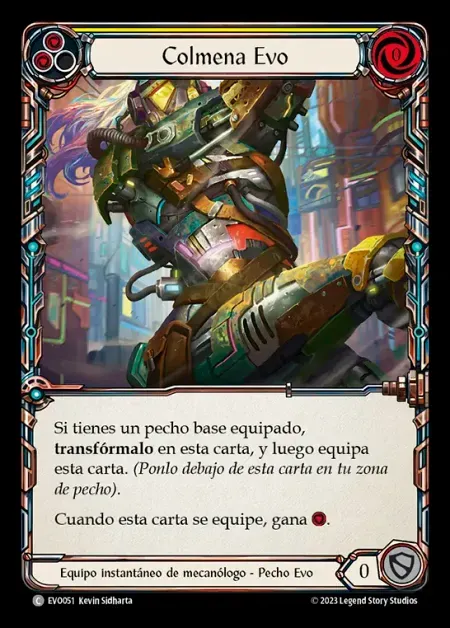 Colmena Evo
0
Si tienes un pecho base equipado,
transfórmalo en esta carta, y luego equipa
esta carta. (Ponlo debajo de esta carta en tu zona
de pecho).
Cuando esta carta se equipe, gana .
Equipo instantáneo de mecanólogo - Pecho Evo
0
C EVO051 Kevin Sidharta
© 2023 Legend Story Studios